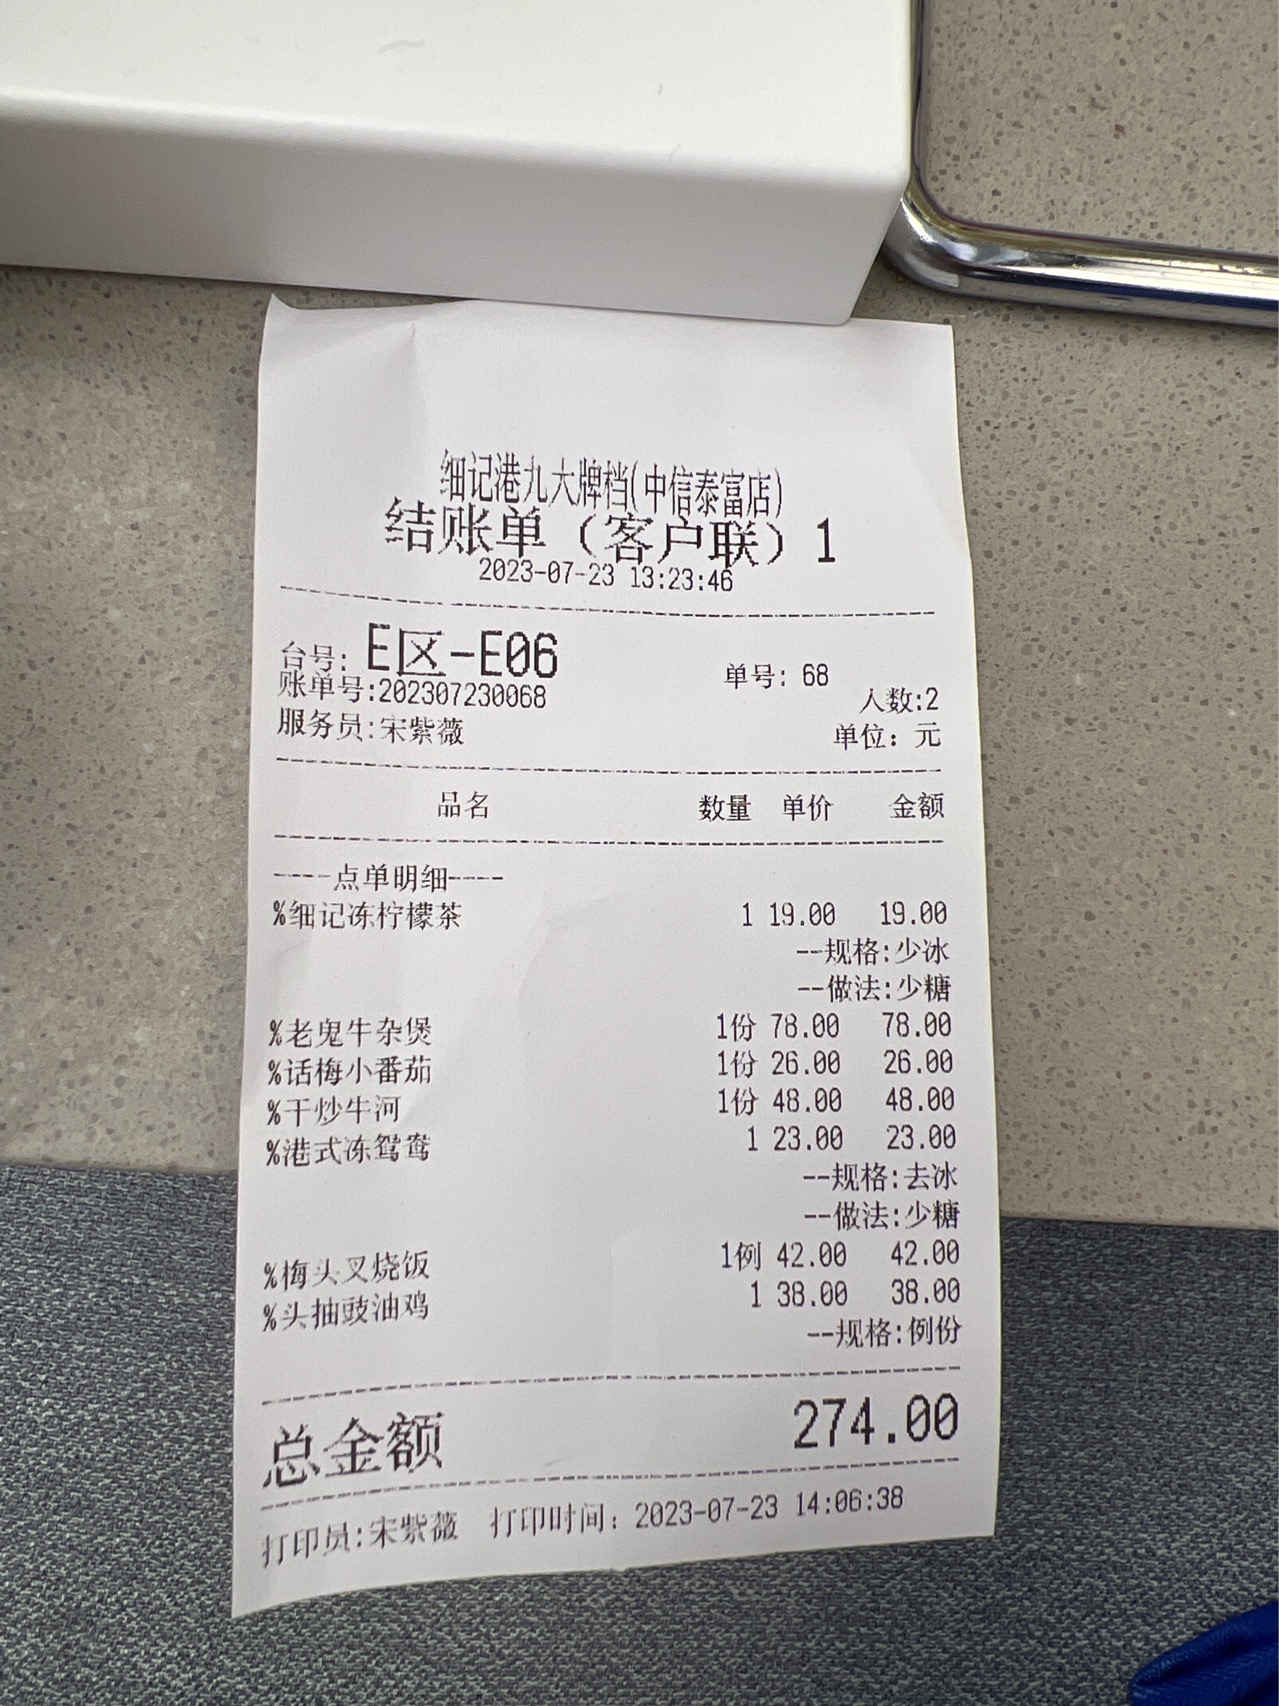 细记港九大牌档(中信泰富店)
结账单（客户联）1
2023-07-23 13:23:46
台号: E区-E06 单号: 68
账单号:202307230068 人数:2
服务员:宋紫薇 单位: 元
品名 数量 单价 金额
----点单明细----
%细记冻柠檬茶 1 19.00 19.00
--规格:少冰
--做法:少糖
%老鬼牛杂煲 1份 78.00 78.00
%话梅小番茄 1份 26.00 26.00
%干炒牛河 1份 48.00 48.00
%港式冻鸳鸯 1 23.00 23.00
--规格:去冰
--做法:少糖
%梅头叉烧饭 1例 42.00 42.00
%头抽豉油鸡 1 38.00 38.00
--规格:例份
总金额 274.00
打印员:宋紫薇 打印时间: 2023-07-23 14:06:38